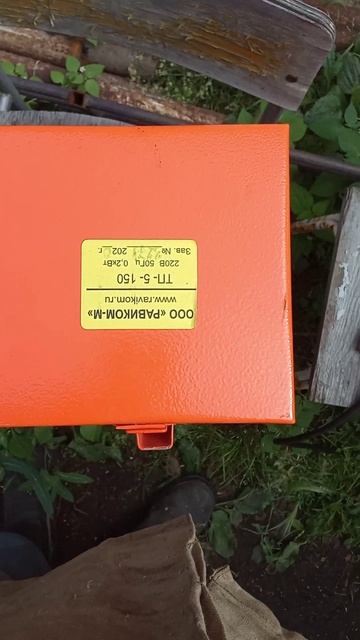 ООО «РАВИКОМ-М»
www.ravikom.ru
ТП-5-150
220В 50Гц 0,2кВт
Зав. № 202 г.